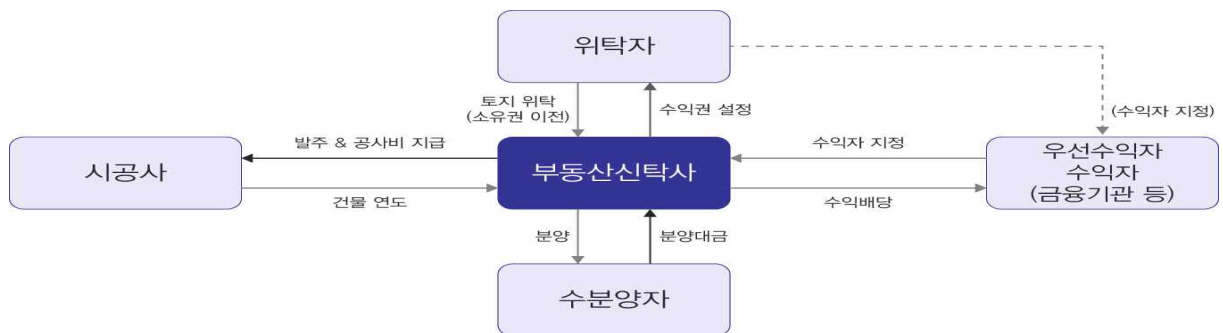 위탁자
토지 위탁
(소유권 이전)
수익권 설정
(수익자 지정)
발주 & 공사비 지급
수익자 지정
시공사
부동산신탁사
우선수익자
수익자
(금융기관 등)
건물 연도
수익배당
분양
분양대금
수분양자